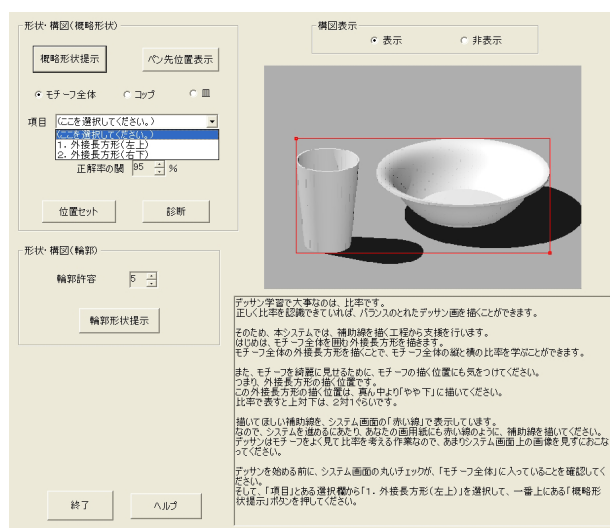 形状・構図(概略形状)
概略形状提示
ペン先位置表示
モチーフ全体
コップ
皿
項目
(ここを選択してください。)
(ここを選択してください。)
1. 外接長方形(左上)
2. 外接長方形(右下)
正解率の閾 95 %
位置セット
診断
形状・構図(輪郭)
輪郭許容 5
輪郭形状提示
終了
ヘルプ
構図表示
表示
非表示
デッサン学習で大事なのは、比率です。
正しく比率を認識できていれば、バランスのとれたデッサン画を描くことができます。
そのため、本システムでは、補助線を描く工程から支援を行います。
はじめは、モチーフ全体を囲む外接長方形を描きます。
モチーフ全体の外接長方形を描くことで、モチーフ全体の縦と横の比率を学ぶことができます。
また、モチーフを綺麗に見せるために、モチーフの描く位置にも気をつけてください。
つまり、外接長方形の描く位置です。
この外接長方形の描く位置は、真ん中より「やや下」に描いてください。
比率で表すと上対下は、2対1ぐらいです。
描いてほしい補助線を、システム画面の「赤い線」で表示しています。
なので、システムを進めるにあたり、あなたの画用紙にも赤い線のように、補助線を描いてください。
デッサンはモチーフをよく見て比率を考える作業なので、あまりシステム画面上の画像を見ずにおこな
ってください。
デッサンを始める前に、システム画面の丸いチェックが、「モチーフ全体」に入っていることを確認してく
ださい。
そして、「項目」とある選択欄から「1. 外接長方形(左上)」を選択して、一番上にある「概略形
状提示」ボタンを押してください。